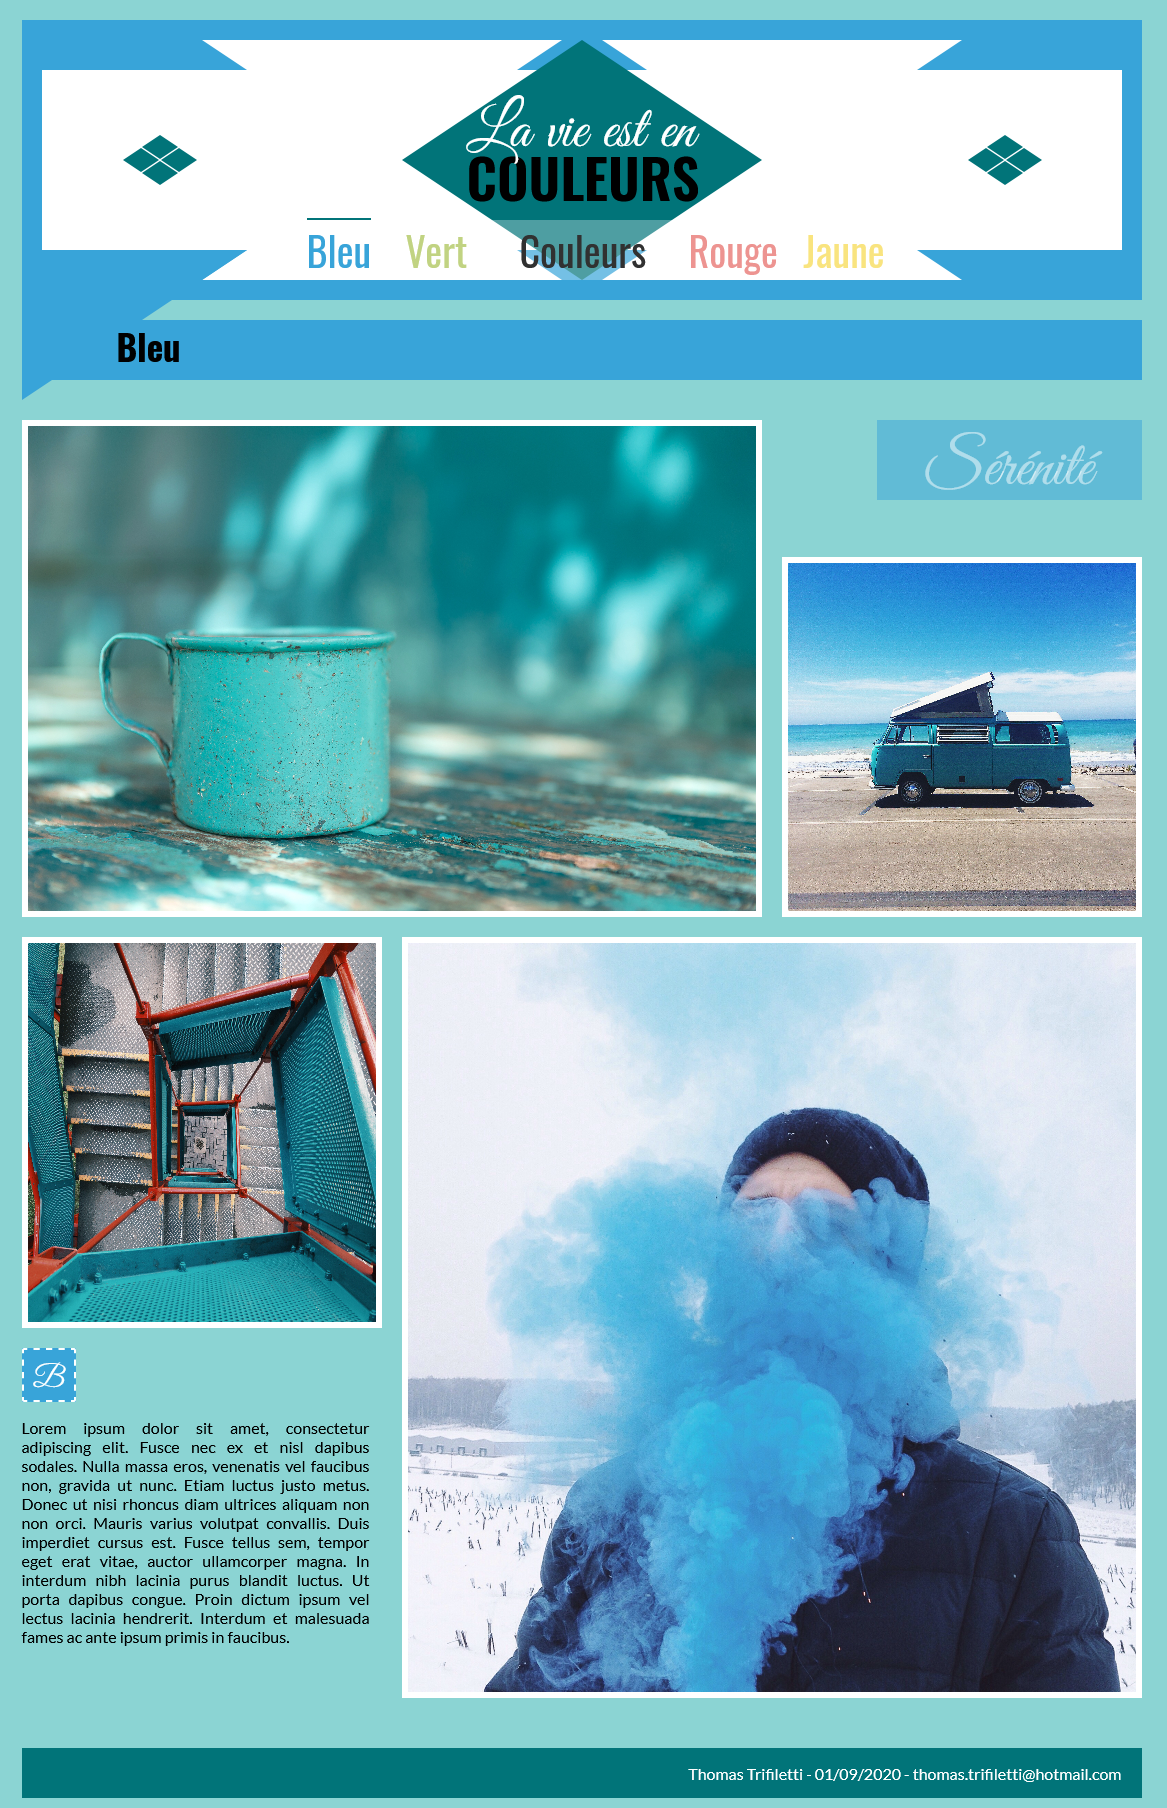 La vie est en
COULEURS
Bleu Vert Couleurs Rouge Jaune
Bleu
Sérénité
B
Lorem ipsum dolor sit amet, consectetur
adipiscing elit. Fusce nec ex et nisl dapibus
sodales. Nulla massa eros, venenatis vel faucibus
non, gravida ut nunc. Etiam luctus justo metus.
Donec ut nisi rhoncus diam ultrices aliquam non
non orci. Mauris varius volutpat convallis. Duis
imperdiet cursus est. Fusce tellus sem, tempor
eget erat vitae, auctor ullamcorper magna. In
interdum nibh lacinia purus blandit luctus. Ut
porta dapibus congue. Proin dictum ipsum vel
lectus lacinia hendrerit. Interdum et malesuada
fames ac ante ipsum primis in faucibus.
Thomas Trifiletti - 01/09/2020 - thomas.trifiletti@hotmail.com